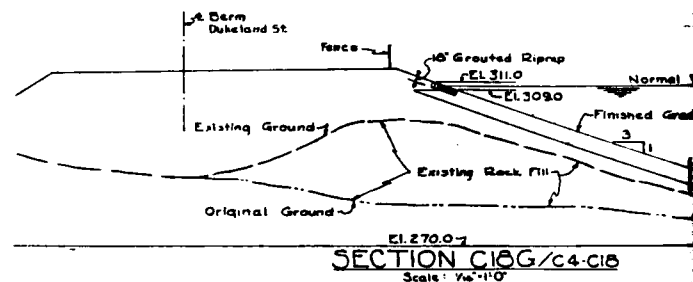 ℄ Berm
Dukeland St.
Fence
18" Grouted Riprap
El. 311.0
Normal
El. 309.0
Finished Grad
3
1
Existing Ground
Existing Rock Fill
Original Ground
El. 270.0
SECTION C18G/C4-C18
Scale: 1/16"=1'-0"